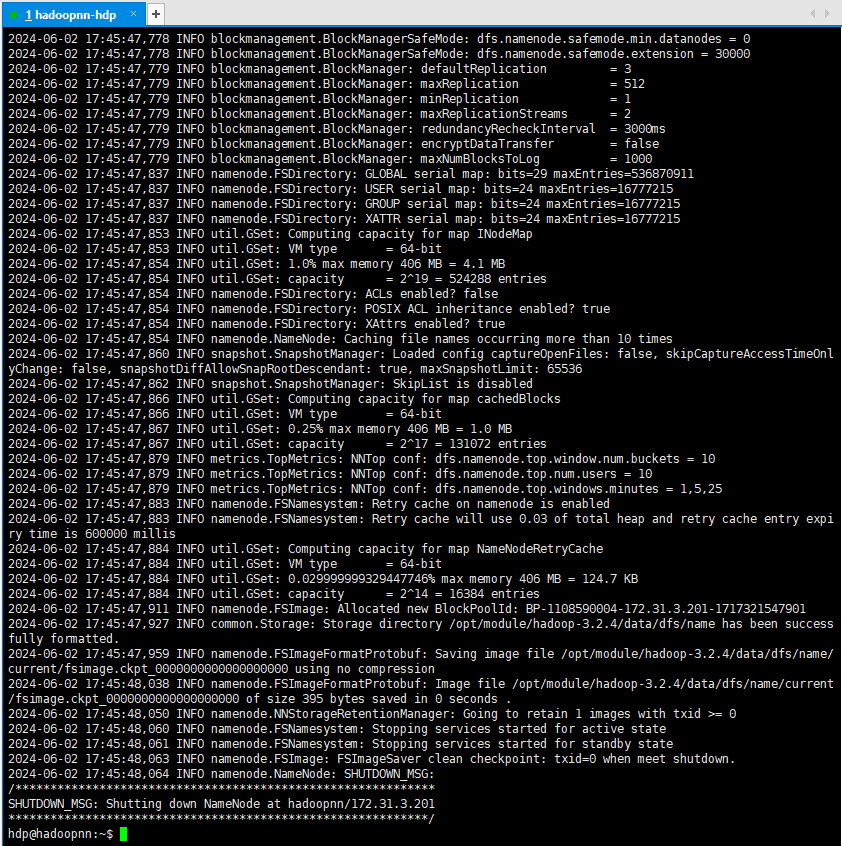 1 hadoopnn-hdp × +
2024-06-02 17:45:47,778 INFO blockmanagement.BlockManagerSafeMode: dfs.namenode.safemode.min.datanodes = 0
2024-06-02 17:45:47,778 INFO blockmanagement.BlockManagerSafeMode: dfs.namenode.safemode.extension = 30000
2024-06-02 17:45:47,779 INFO blockmanagement.BlockManager: defaultReplication         = 3
2024-06-02 17:45:47,779 INFO blockmanagement.BlockManager: maxReplication             = 512
2024-06-02 17:45:47,779 INFO blockmanagement.BlockManager: minReplication             = 1
2024-06-02 17:45:47,779 INFO blockmanagement.BlockManager: maxReplicationStreams      = 2
2024-06-02 17:45:47,779 INFO blockmanagement.BlockManager: redundancyRecheckInterval  = 3000ms
2024-06-02 17:45:47,779 INFO blockmanagement.BlockManager: encryptDataTransfer        = false
2024-06-02 17:45:47,779 INFO blockmanagement.BlockManager: maxNumBlocksToLog          = 1000
2024-06-02 17:45:47,837 INFO namenode.FSDirectory: GLOBAL serial map: bits=29 maxEntries=536870911
2024-06-02 17:45:47,837 INFO namenode.FSDirectory: USER serial map: bits=24 maxEntries=16777215
2024-06-02 17:45:47,837 INFO namenode.FSDirectory: GROUP serial map: bits=24 maxEntries=16777215
2024-06-02 17:45:47,837 INFO namenode.FSDirectory: XATTR serial map: bits=24 maxEntries=16777215
2024-06-02 17:45:47,853 INFO util.GSet: Computing capacity for map INodeMap
2024-06-02 17:45:47,853 INFO util.GSet: VM type       = 64-bit
2024-06-02 17:45:47,854 INFO util.GSet: 1.0% max memory 406 MB = 4.1 MB
2024-06-02 17:45:47,854 INFO util.GSet: capacity      = 2^19 = 524288 entries
2024-06-02 17:45:47,854 INFO namenode.FSDirectory: ACLs enabled? false
2024-06-02 17:45:47,854 INFO namenode.FSDirectory: POSIX ACL inheritance enabled? true
2024-06-02 17:45:47,854 INFO namenode.FSDirectory: XAttrs enabled? true
2024-06-02 17:45:47,854 INFO namenode.NameNode: Caching file names occurring more than 10 times
2024-06-02 17:45:47,860 INFO snapshot.SnapshotManager: Loaded config captureOpenFiles: false, skipCaptureAccessTimeOnl
yChange: false, snapshotDiffAllowSnapRootDescendant: true, maxSnapshotLimit: 65536
2024-06-02 17:45:47,862 INFO snapshot.SnapshotManager: SkipList is disabled
2024-06-02 17:45:47,866 INFO util.GSet: Computing capacity for map cachedBlocks
2024-06-02 17:45:47,866 INFO util.GSet: VM type       = 64-bit
2024-06-02 17:45:47,867 INFO util.GSet: 0.25% max memory 406 MB = 1.0 MB
2024-06-02 17:45:47,867 INFO util.GSet: capacity      = 2^17 = 131072 entries
2024-06-02 17:45:47,879 INFO metrics.TopMetrics: NNTop conf: dfs.namenode.top.window.num.buckets = 10
2024-06-02 17:45:47,879 INFO metrics.TopMetrics: NNTop conf: dfs.namenode.top.num.users = 10
2024-06-02 17:45:47,879 INFO metrics.TopMetrics: NNTop conf: dfs.namenode.top.windows.minutes = 1,5,25
2024-06-02 17:45:47,883 INFO namenode.FSNamesystem: Retry cache on namenode is enabled
2024-06-02 17:45:47,883 INFO namenode.FSNamesystem: Retry cache will use 0.03 of total heap and retry cache entry expi
ry time is 600000 millis
2024-06-02 17:45:47,884 INFO util.GSet: Computing capacity for map NameNodeRetryCache
2024-06-02 17:45:47,884 INFO util.GSet: VM type       = 64-bit
2024-06-02 17:45:47,884 INFO util.GSet: 0.029999999329447746% max memory 406 MB = 124.7 KB
2024-06-02 17:45:47,884 INFO util.GSet: capacity      = 2^14 = 16384 entries
2024-06-02 17:45:47,911 INFO namenode.FSImage: Allocated new BlockPoolId: BP-1108590004-172.31.3.201-1717321547901
2024-06-02 17:45:47,927 INFO common.Storage: Storage directory /opt/module/hadoop-3.2.4/data/dfs/name has been success
fully formatted.
2024-06-02 17:45:47,959 INFO namenode.FSImageFormatProtobuf: Saving image file /opt/module/hadoop-3.2.4/data/dfs/name/
current/fsimage.ckpt_0000000000000000000 using no compression
2024-06-02 17:45:48,038 INFO namenode.FSImageFormatProtobuf: Image file /opt/module/hadoop-3.2.4/data/dfs/name/current
/fsimage.ckpt_0000000000000000000 of size 395 bytes saved in 0 seconds .
2024-06-02 17:45:48,050 INFO namenode.NNStorageRetentionManager: Going to retain 1 images with txid >= 0
2024-06-02 17:45:48,060 INFO namenode.FSNamesystem: Stopping services started for active state
2024-06-02 17:45:48,061 INFO namenode.FSNamesystem: Stopping services started for standby state
2024-06-02 17:45:48,063 INFO namenode.FSImage: FSImageSaver clean checkpoint: txid=0 when meet shutdown.
2024-06-02 17:45:48,064 INFO namenode.NameNode: SHUTDOWN_MSG:
/************************************************************
SHUTDOWN_MSG: Shutting down NameNode at hadoopnn/172.31.3.201
************************************************************/
hdp@hadoopnn:~$